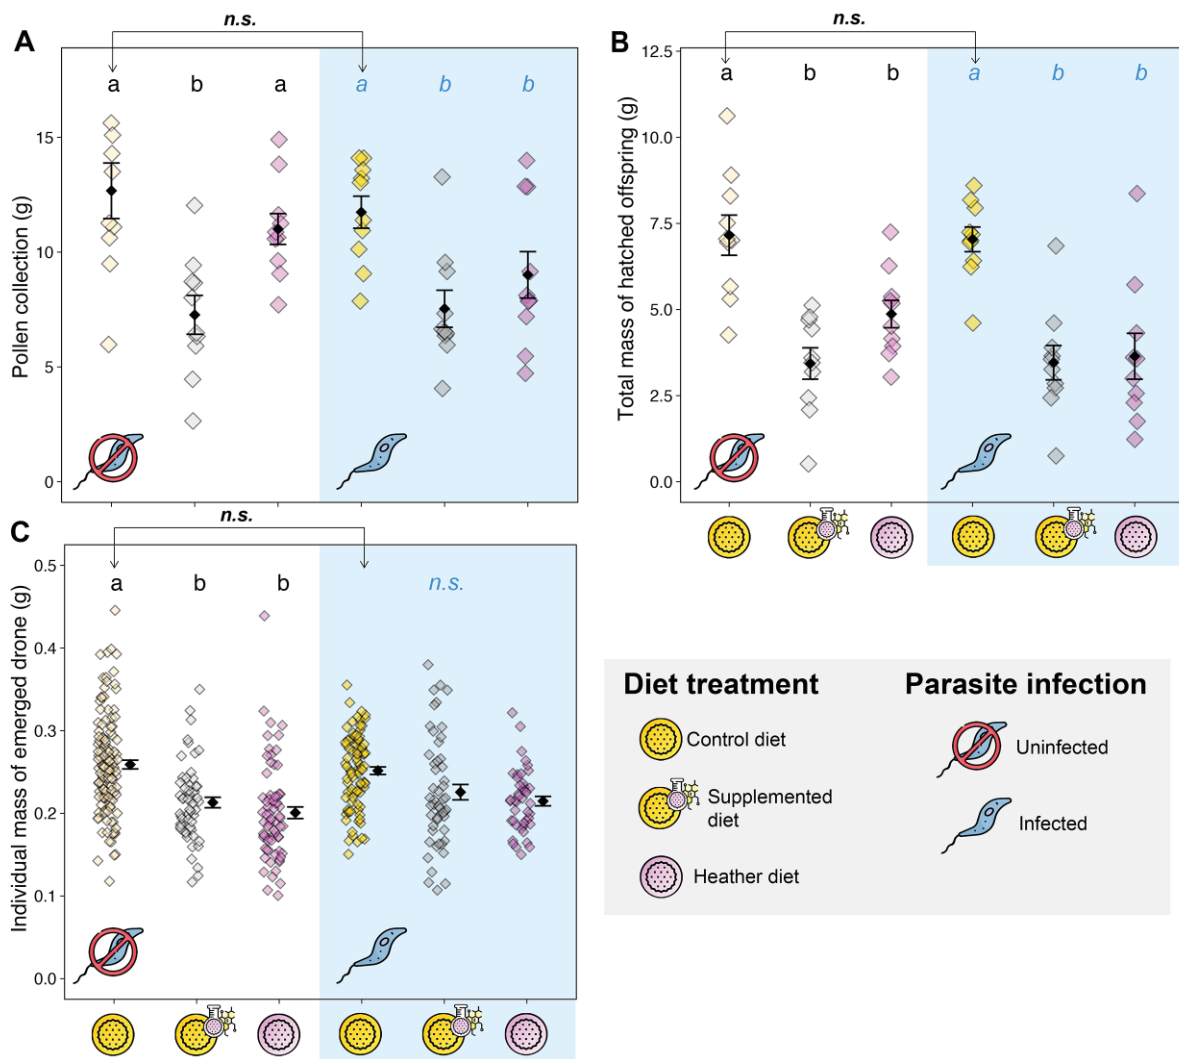 n.s.
A
a b a a b b
15
10
5
0
Pollen collection (g)
n.s.
B
a b b a b b
12.5
10.0
7.5
5.0
2.5
0.0
Total mass of hatched offspring (g)
n.s.
C
a b b n.s.
0.5
0.4
0.3
0.2
0.1
0.0
Individual mass of emerged drone (g)
Diet treatment
Control diet
Supplemented
diet
Heather diet
Parasite infection
Uninfected
Infected